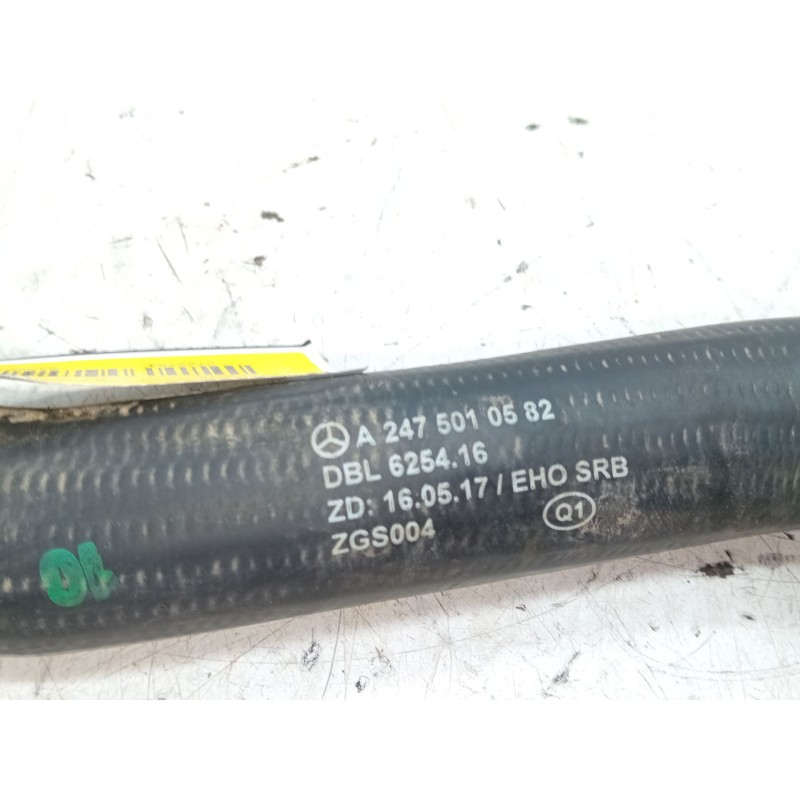 A 247 501 05 82
DBL 6254.16
ZD: 16.05.17 / EHO SRB
ZGS004
Q1
10